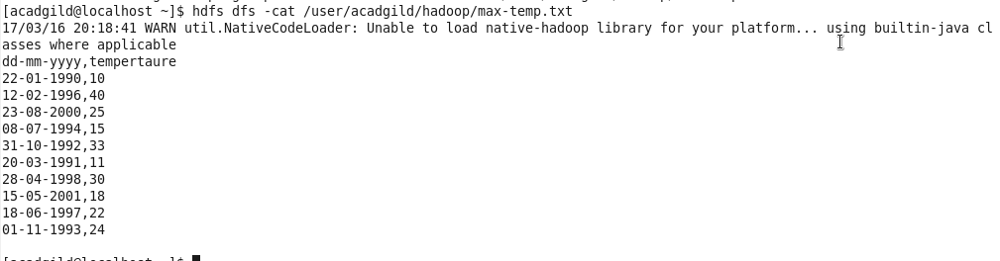 [acadgild@localhost ~]$ hdfs dfs -cat /user/acadgild/hadoop/max-temp.txt
17/03/16 20:18:41 WARN util.NativeCodeLoader: Unable to load native-hadoop library for your platform... using builtin-java cl
asses where applicable
dd-mm-yyyy,tempertaure
22-01-1990,10
12-02-1996,40
23-08-2000,25
08-07-1994,15
31-10-1992,33
20-03-1991,11
28-04-1998,30
15-05-2001,18
18-06-1997,22
01-11-1993,24
[acadgild@localhost ~]$